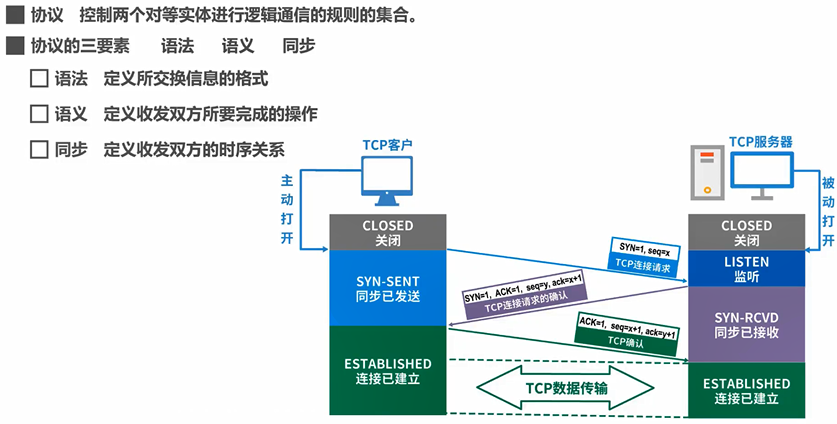 协议 控制两个对等实体进行逻辑通信的规则的集合。
协议的三要素 语法 语义 同步
语法 定义所交换信息的格式
语义 定义收发双方所要完成的操作
同步 定义收发双方的时序关系
TCP客户
TCP服务器
主动打开
被动打开
CLOSED
关闭
CLOSED
关闭
SYN=1, seq=x
TCP连接请求
LISTEN
监听
SYN-SENT
同步已发送
SYN=1, ACK=1, seq=y, ack=x+1
TCP连接请求的确认
SYN-RCVD
同步已接收
ACK=1, seq=x+1, ack=y+1
TCP确认
ESTABLISHED
连接已建立
TCP数据传输
ESTABLISHED
连接已建立